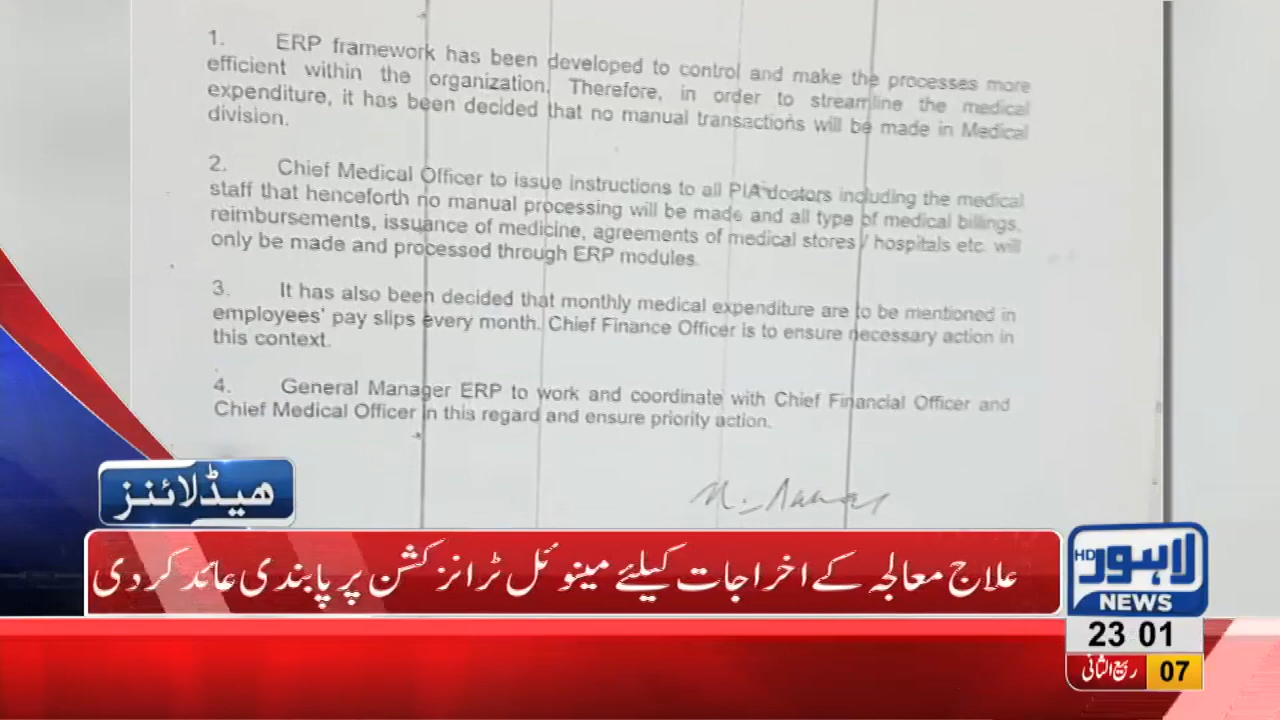 1. ERP framework has been developed to control and make the processes more
efficient within the organization. Therefore, in order to streamline the medical
expenditure, it has been decided that no manual transactions will be made in Medical
division.
2. Chief Medical Officer to issue instructions to all PIA doctors including the medical
staff that henceforth no manual processing will be made and all type of medical billings,
reimbursements, issuance of medicine, agreements of medical stores / hospitals etc. will
only be made and processed through ERP modules.
3. It has also been decided that monthly medical expenditure are to be mentioned in
employees' pay slips every month. Chief Finance Officer is to ensure necessary action in
this context.
4. General Manager ERP to work and coordinate with Chief Financial Officer and
Chief Medical Officer in this regard and ensure priority action.
ہیڈلائنز
علاج معالجہ کے اخراجات کیلئے مینوئل ٹرانزکشن پر پابندی عائد کر دی
لاہور HD
NEWS
23 01
ربیع الثانی 07